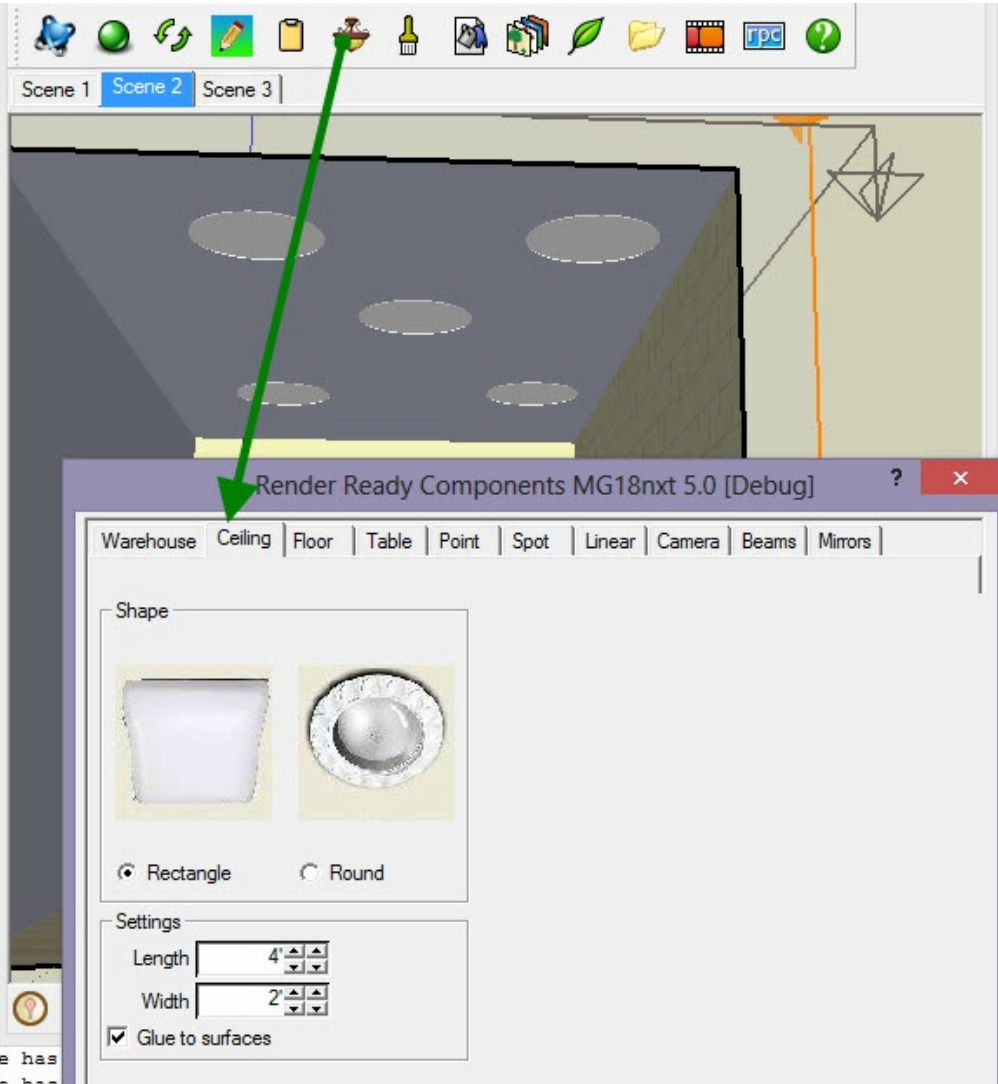 rpc
Scene 1 Scene 2 Scene 3
Render Ready Components MG18nxt 5.0 [Debug] ?
Warehouse Ceiling Floor Table Point Spot Linear Camera Beams Mirrors
Shape
Rectangle Round
Settings
Length 4'
Width 2'
Glue to surfaces
e has